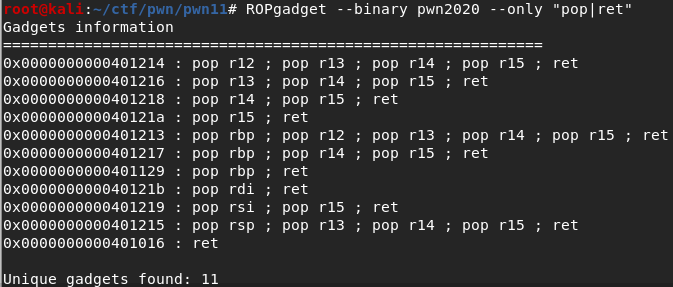 root@kali:~/ctf/pwn/pwn11# ROPgadget --binary pwn2020 --only "pop|ret"
Gadgets information
============================================================
0x0000000000401214 : pop r12 ; pop r13 ; pop r14 ; pop r15 ; ret
0x0000000000401216 : pop r13 ; pop r14 ; pop r15 ; ret
0x0000000000401218 : pop r14 ; pop r15 ; ret
0x000000000040121a : pop r15 ; ret
0x0000000000401213 : pop rbp ; pop r12 ; pop r13 ; pop r14 ; pop r15 ; ret
0x0000000000401217 : pop rbp ; pop r14 ; pop r15 ; ret
0x0000000000401129 : pop rbp ; ret
0x000000000040121b : pop rdi ; ret
0x0000000000401219 : pop rsi ; pop r15 ; ret
0x0000000000401215 : pop rsp ; pop r13 ; pop r14 ; pop r15 ; ret
0x0000000000401016 : ret
Unique gadgets found: 11